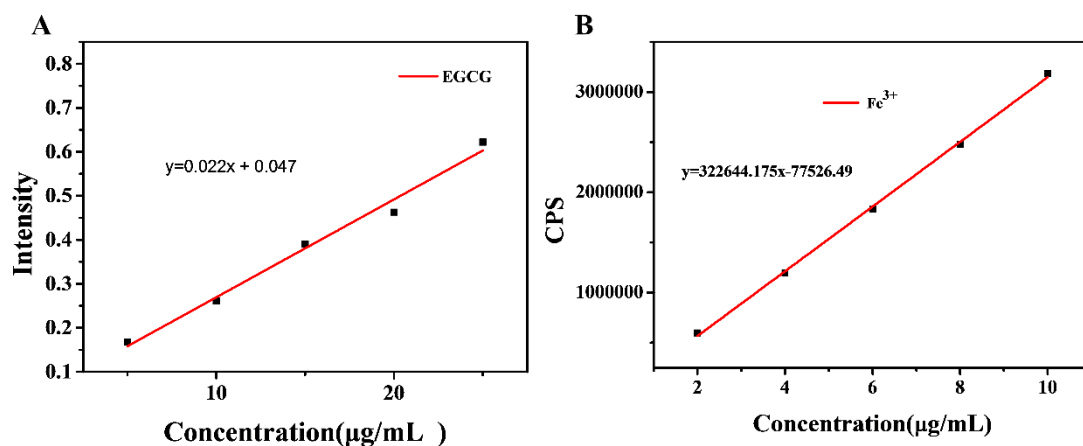 A
Intensity
0.8
0.7
0.6
0.5
0.4
0.3
0.2
0.1
EGCG
y=0.022x + 0.047
10
20
Concentration(μg/mL )
B
CPS
3000000
2000000
1000000
Fe3+
y=322644.175x-77526.49
2
4
6
8
10
Concentration(μg/mL)